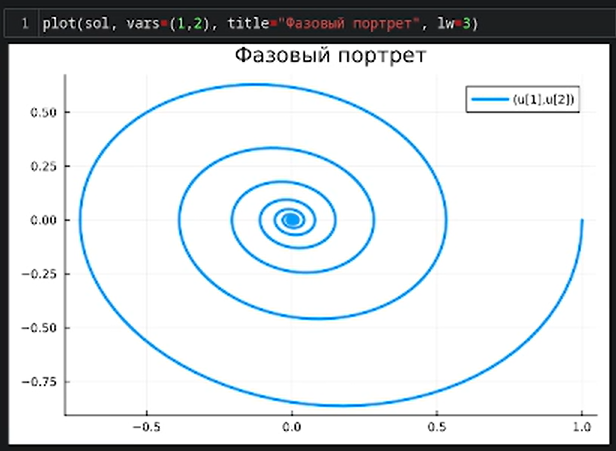 1 plot(sol, vars=(1,2), title="Фазовый портрет", lw=3)
Фазовый портрет
(u[1],u[2])
0.50
0.25
0.00
−0.25
−0.50
−0.75
−0.5 0.0 0.5 1.0